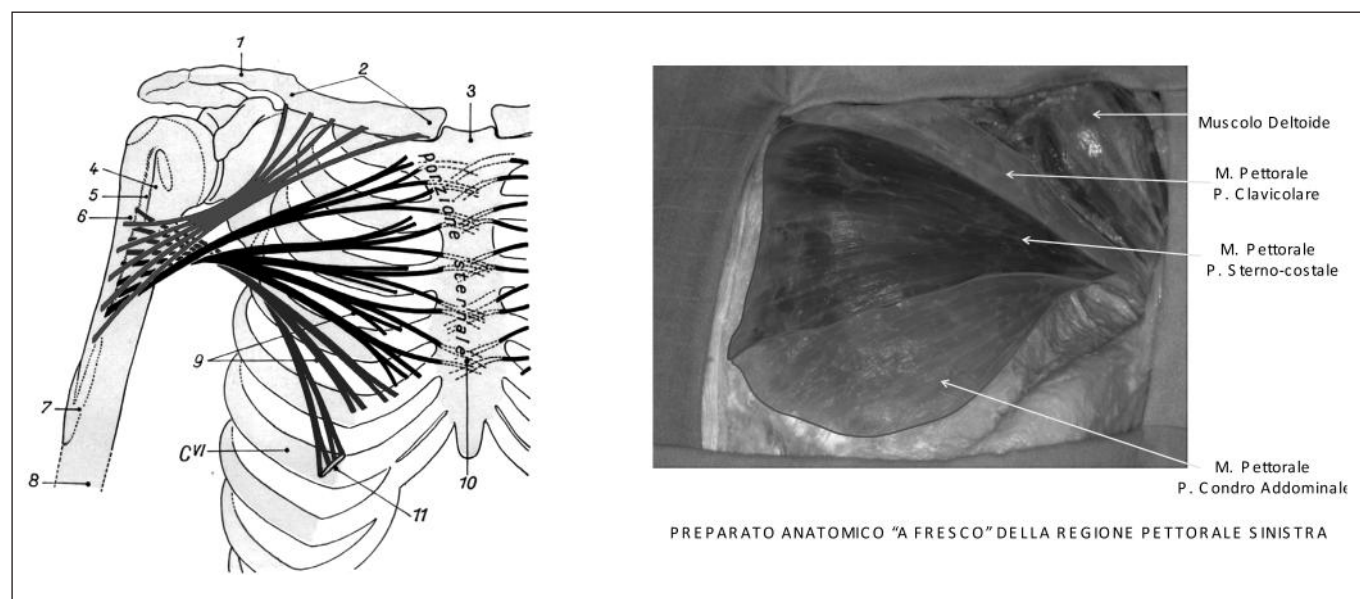 1
2
3
4
5
6
7
8
9
10
11
CVI
porzione sternale
Muscolo Deltoide
M. Pettorale
P. Clavicolare
M. Pettorale
P. Sterno-costale
M. Pettorale
P. Condro Addominale
PREPARATO ANATOMICO “A FRESCO” DELLA REGIONE PETTORALE SINISTRA